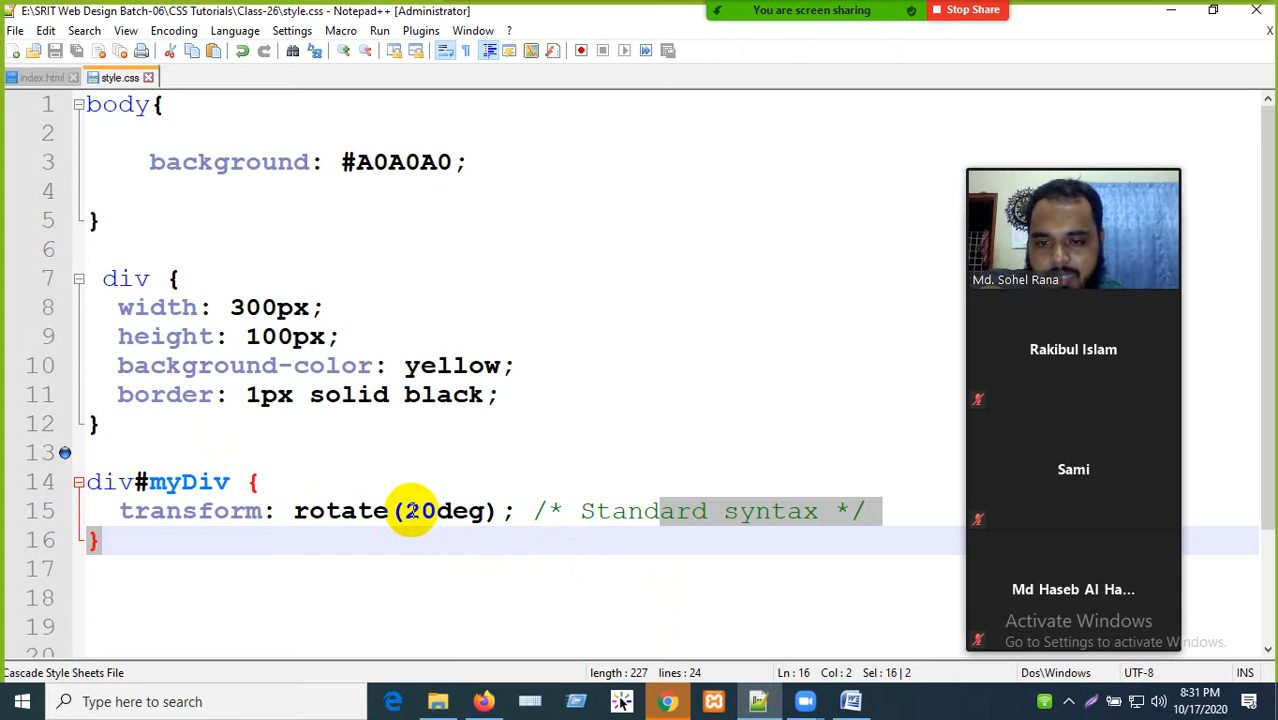 E:\SRIT Web Design Batch-06\CSS Tutorials\Class-26\style.css - Notepad++ [Administrator]
You are screen sharing
Stop Share
File Edit Search View Encoding Language Settings Macro Run Plugins Window ?
X
index.html style.css
1 body{
2
3 background: #A0A0A0;
4
5 }
6
7 div {
8 width: 300px;
9 height: 100px;
10 background-color: yellow;
11 border: 1px solid black;
12 }
13
14 div#myDiv {
15 transform: rotate(20deg); /* Standard syntax */
16 }
17
18
19
20
Md. Sohel Rana
Rakibul Islam
Sami
Md Haseb Al Ha...
Activate Windows
Go to Settings to activate Windows.
Cascade Style Sheets File length : 227 lines : 24 Ln : 16 Col : 2 Sel : 16 | 2 Dos\Windows UTF-8 INS
Type here to search
8:31 PM
10/17/2020